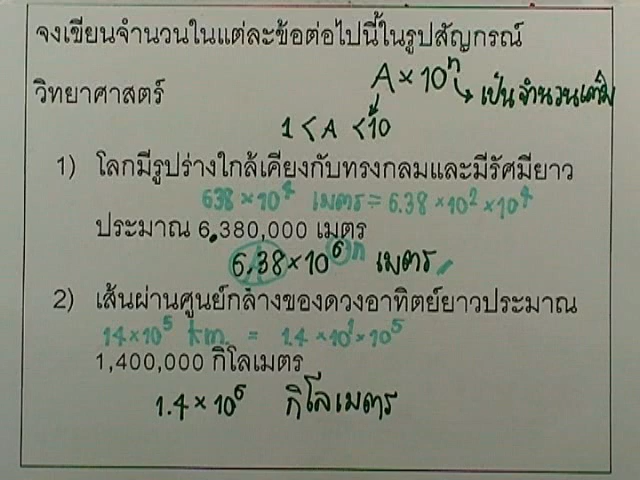 จงเขียนจำนวนในแต่ละข้อต่อไปนี้ในรูปสัญกรณ์
วิทยาศาสตร์
A × 10ⁿ → เป็นจำนวนเต็ม
1 < A < 10
1) โลกมีรูปร่างใกล้เคียงกับทรงกลมและมีรัศมียาว
638 × 10⁴ เมตร = 6.38 × 10² × 10⁴
ประมาณ 6,380,000 เมตร
6.38 × 10⁶ n เมตร
2) เส้นผ่านศูนย์กลางของดวงอาทิตย์ยาวประมาณ
14 × 10⁵ km. = 1.4 × 10¹ × 10⁵
1,400,000 กิโลเมตร
1.4 × 10⁶ กิโลเมตร